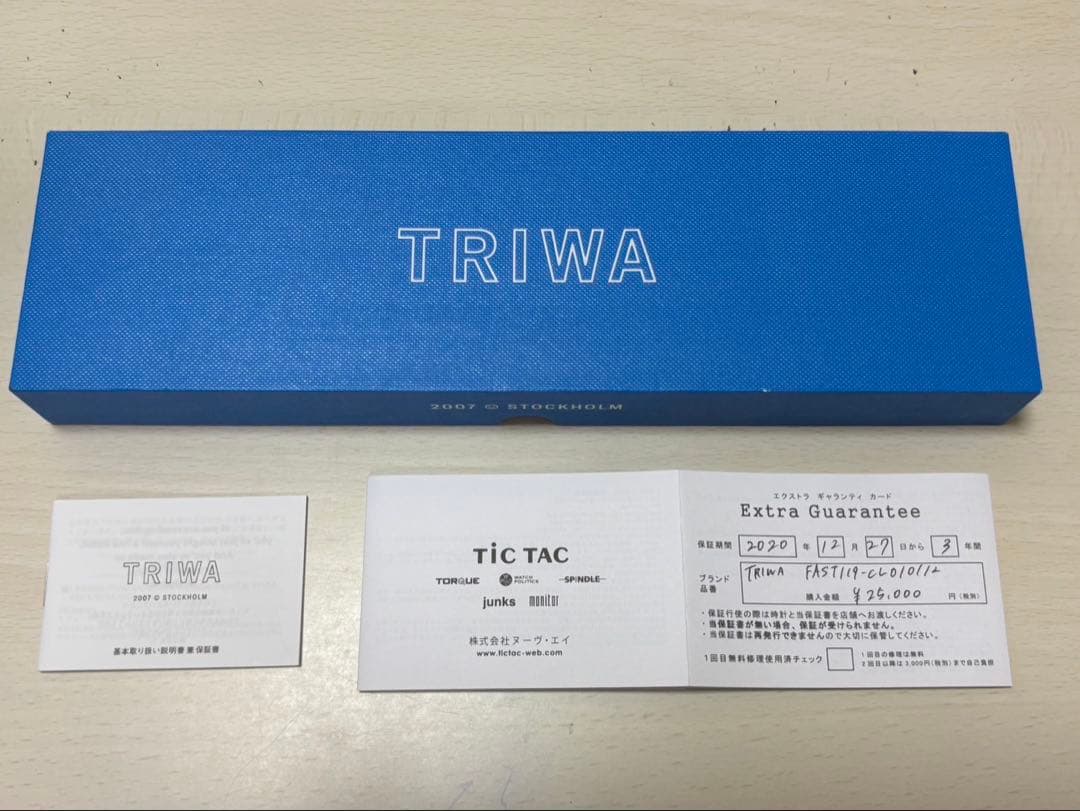 TRIWA
2007 © STOCKHOLM
TRIWA
2007 © STOCKHOLM
基本取り扱い説明書 兼 保証書
TiC TAC
TORQUE WATCH POLITICS SPINDLE
junks monitor
株式会社ヌーヴ・エイ
www.tictac-web.com
エクストラ ギャランティ カード
Extra Guarantee
保証期間 2020 年 12 月 27 日から 3 年間
ブランド品番 TRIWA FAST119-CL010112
購入金額 ¥25,000 円(税別)
・保証行使の際は時計と当保証書を店舗へお渡しください。
・当保証書が無い場合、保証が受けられません。
・当保証書は再発行できませんので大切に保管してください。
1回目無料修理使用済チェック
1回目の修理は無料
2回目以降は3,000円(税別)まで自己負担